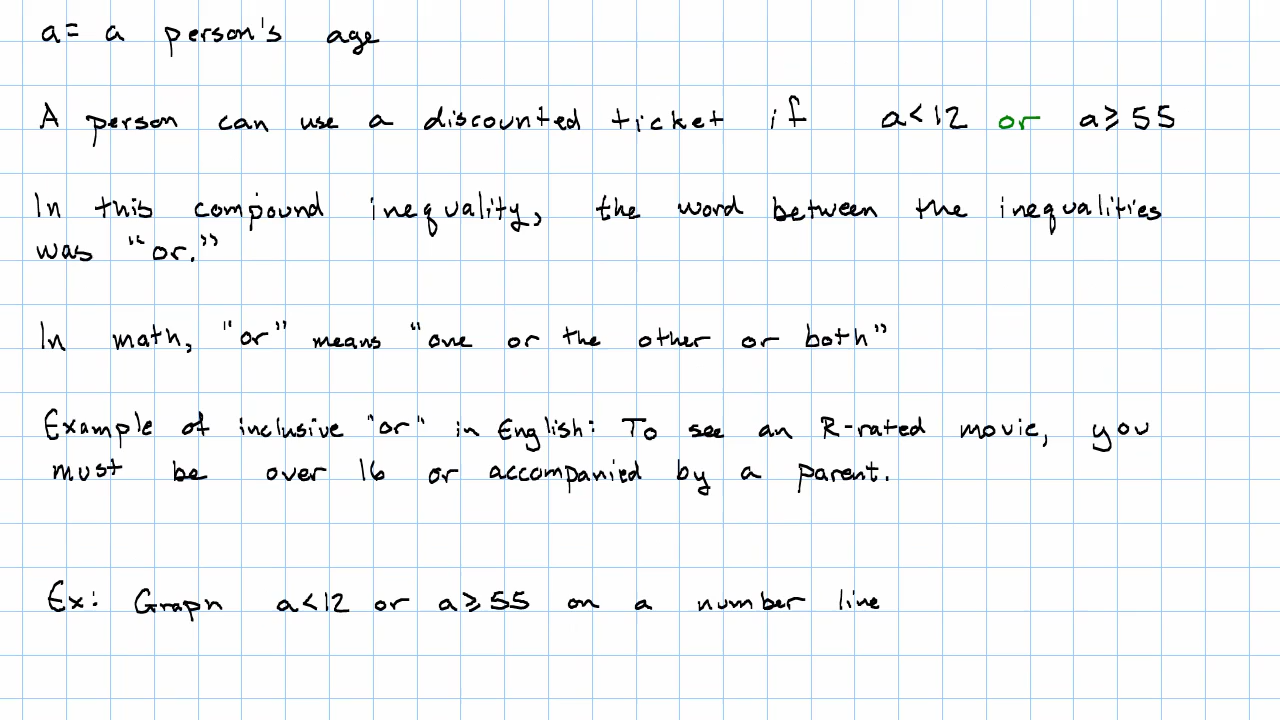 a= a person's age
A person can use a discounted ticket if a<12 or a⩾55
In this compound inequality, the word between the inequalities
was “or.”
In math, "or" means “one or the other or both”
Example of inclusive "or" in English: To see an R-rated movie, you
must be over 16 or accompanied by a parent.
Ex: Graph a<12 or a⩾55 on a number line